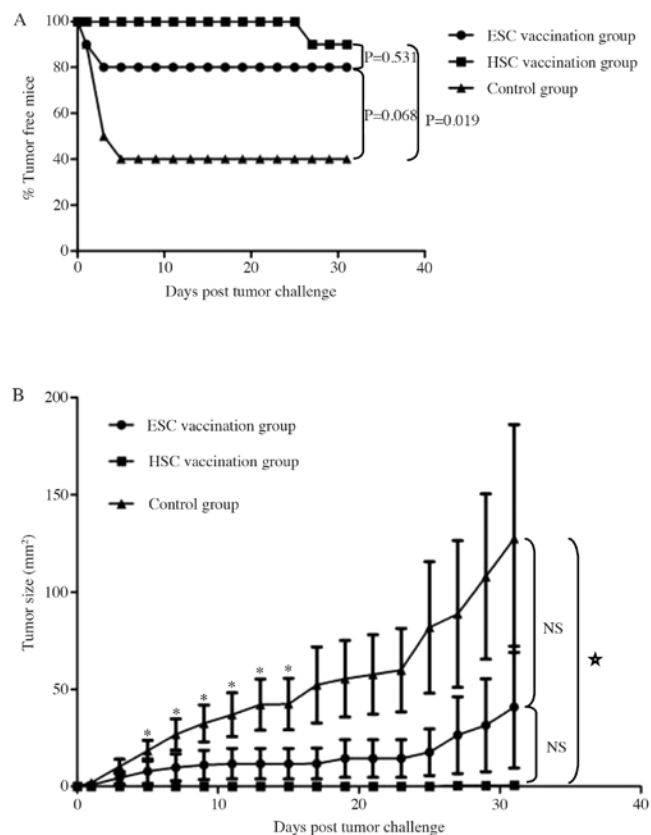 A
100
80
60
40
20
0
% Tumor free mice
0
10
20
30
40
Days post tumor challenge
P=0.531
P=0.068
P=0.019
ESC vaccination group
HSC vaccination group
Control group
B
200
150
100
50
0
Tumor size (mm²)
ESC vaccination group
HSC vaccination group
Control group
* * * * * *
NS
NS
0
10
20
30
40
Days post tumor challenge